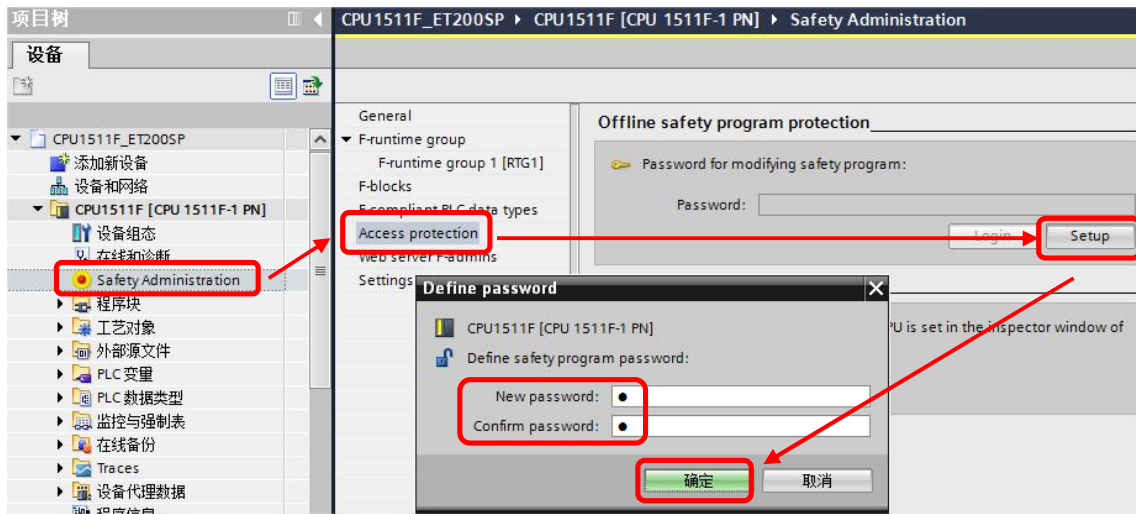 项目树
CPU1511F_ET200SP ▸ CPU1511F [CPU 1511F-1 PN] ▸ Safety Administration
设备
CPU1511F_ET200SP
添加新设备
设备和网络
CPU1511F [CPU 1511F-1 PN]
设备组态
在线和诊断
Safety Administration
程序块
工艺对象
外部源文件
PLC 变量
PLC 数据类型
监控与强制表
在线备份
Traces
设备代理数据
程序信息
General
F-runtime group
F-runtime group 1 [RTG1]
F-blocks
F-compliant PLC data types
Access protection
Web server F-admins
Settings
Offline safety program protection
Password for modifying safety program:
Password:
Login
Setup
PU is set in the inspector window of
Define password
CPU1511F [CPU 1511F-1 PN]
Define safety program password:
New password:
Confirm password:
确定
取消